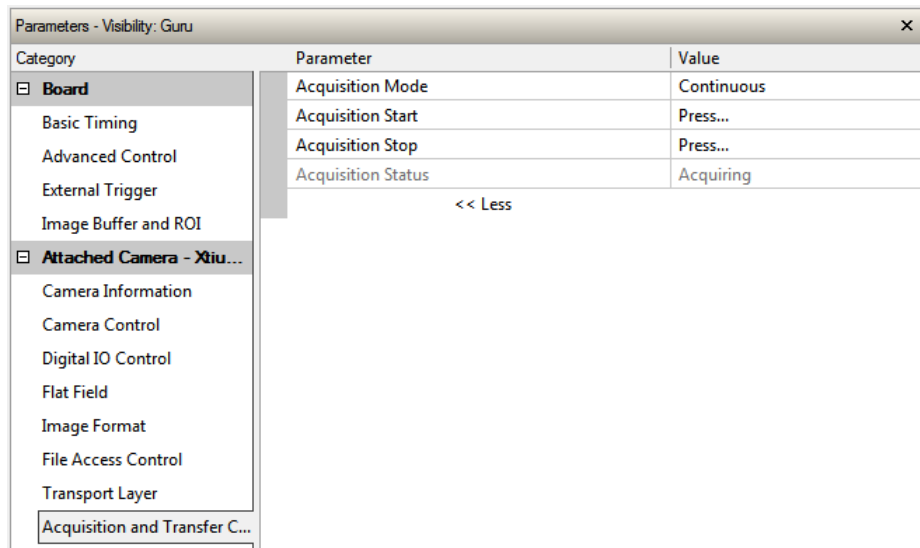 Parameters - Visibility: Guru
Category Parameter Value
Board
Basic Timing
Advanced Control
External Trigger
Image Buffer and ROI
Attached Camera - Xtiu...
Camera Information
Camera Control
Digital IO Control
Flat Field
Image Format
File Access Control
Transport Layer
Acquisition and Transfer C...
Acquisition Mode Continuous
Acquisition Start Press...
Acquisition Stop Press...
Acquisition Status Acquiring
<< Less